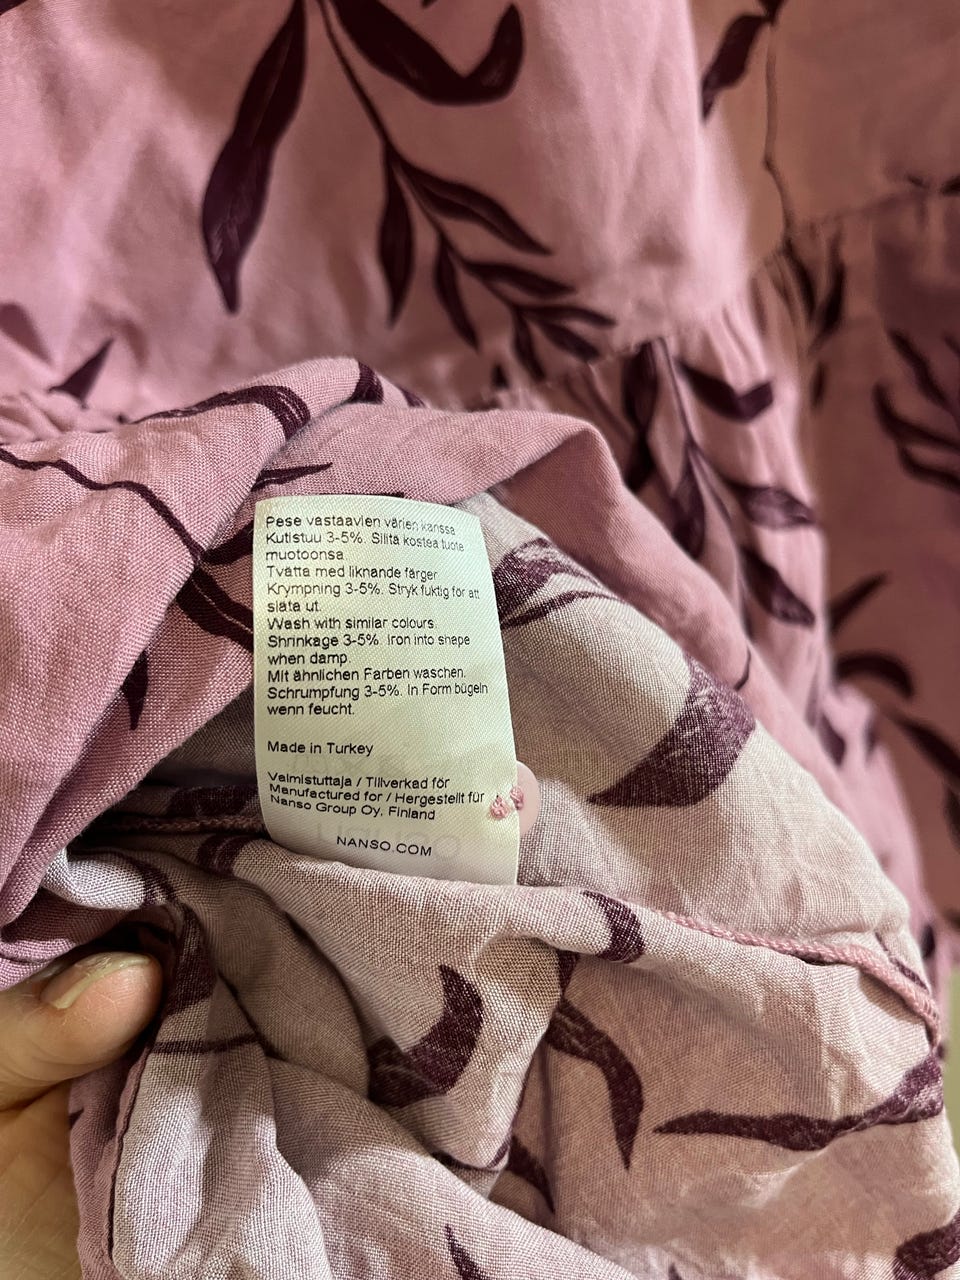 Pese vastaavien värien kanssa
Kutistuu 3-5%. Silitä kostea tuote
muotoonsa.
Tvätta med liknande färger
Krympning 3-5%. Stryk fuktig för att
släta ut.
Wash with similar colours.
Shrinkage 3-5%. Iron into shape
when damp.
Mit ähnlichen Farben waschen.
Schrumpfung 3-5%. In Form bügeln
wenn feucht.
Made in Turkey
Valmistuttaja / Tillverkad för
Manufactured for / Hergestellt für
Nanso Group Oy, Finland
NANSO.COM